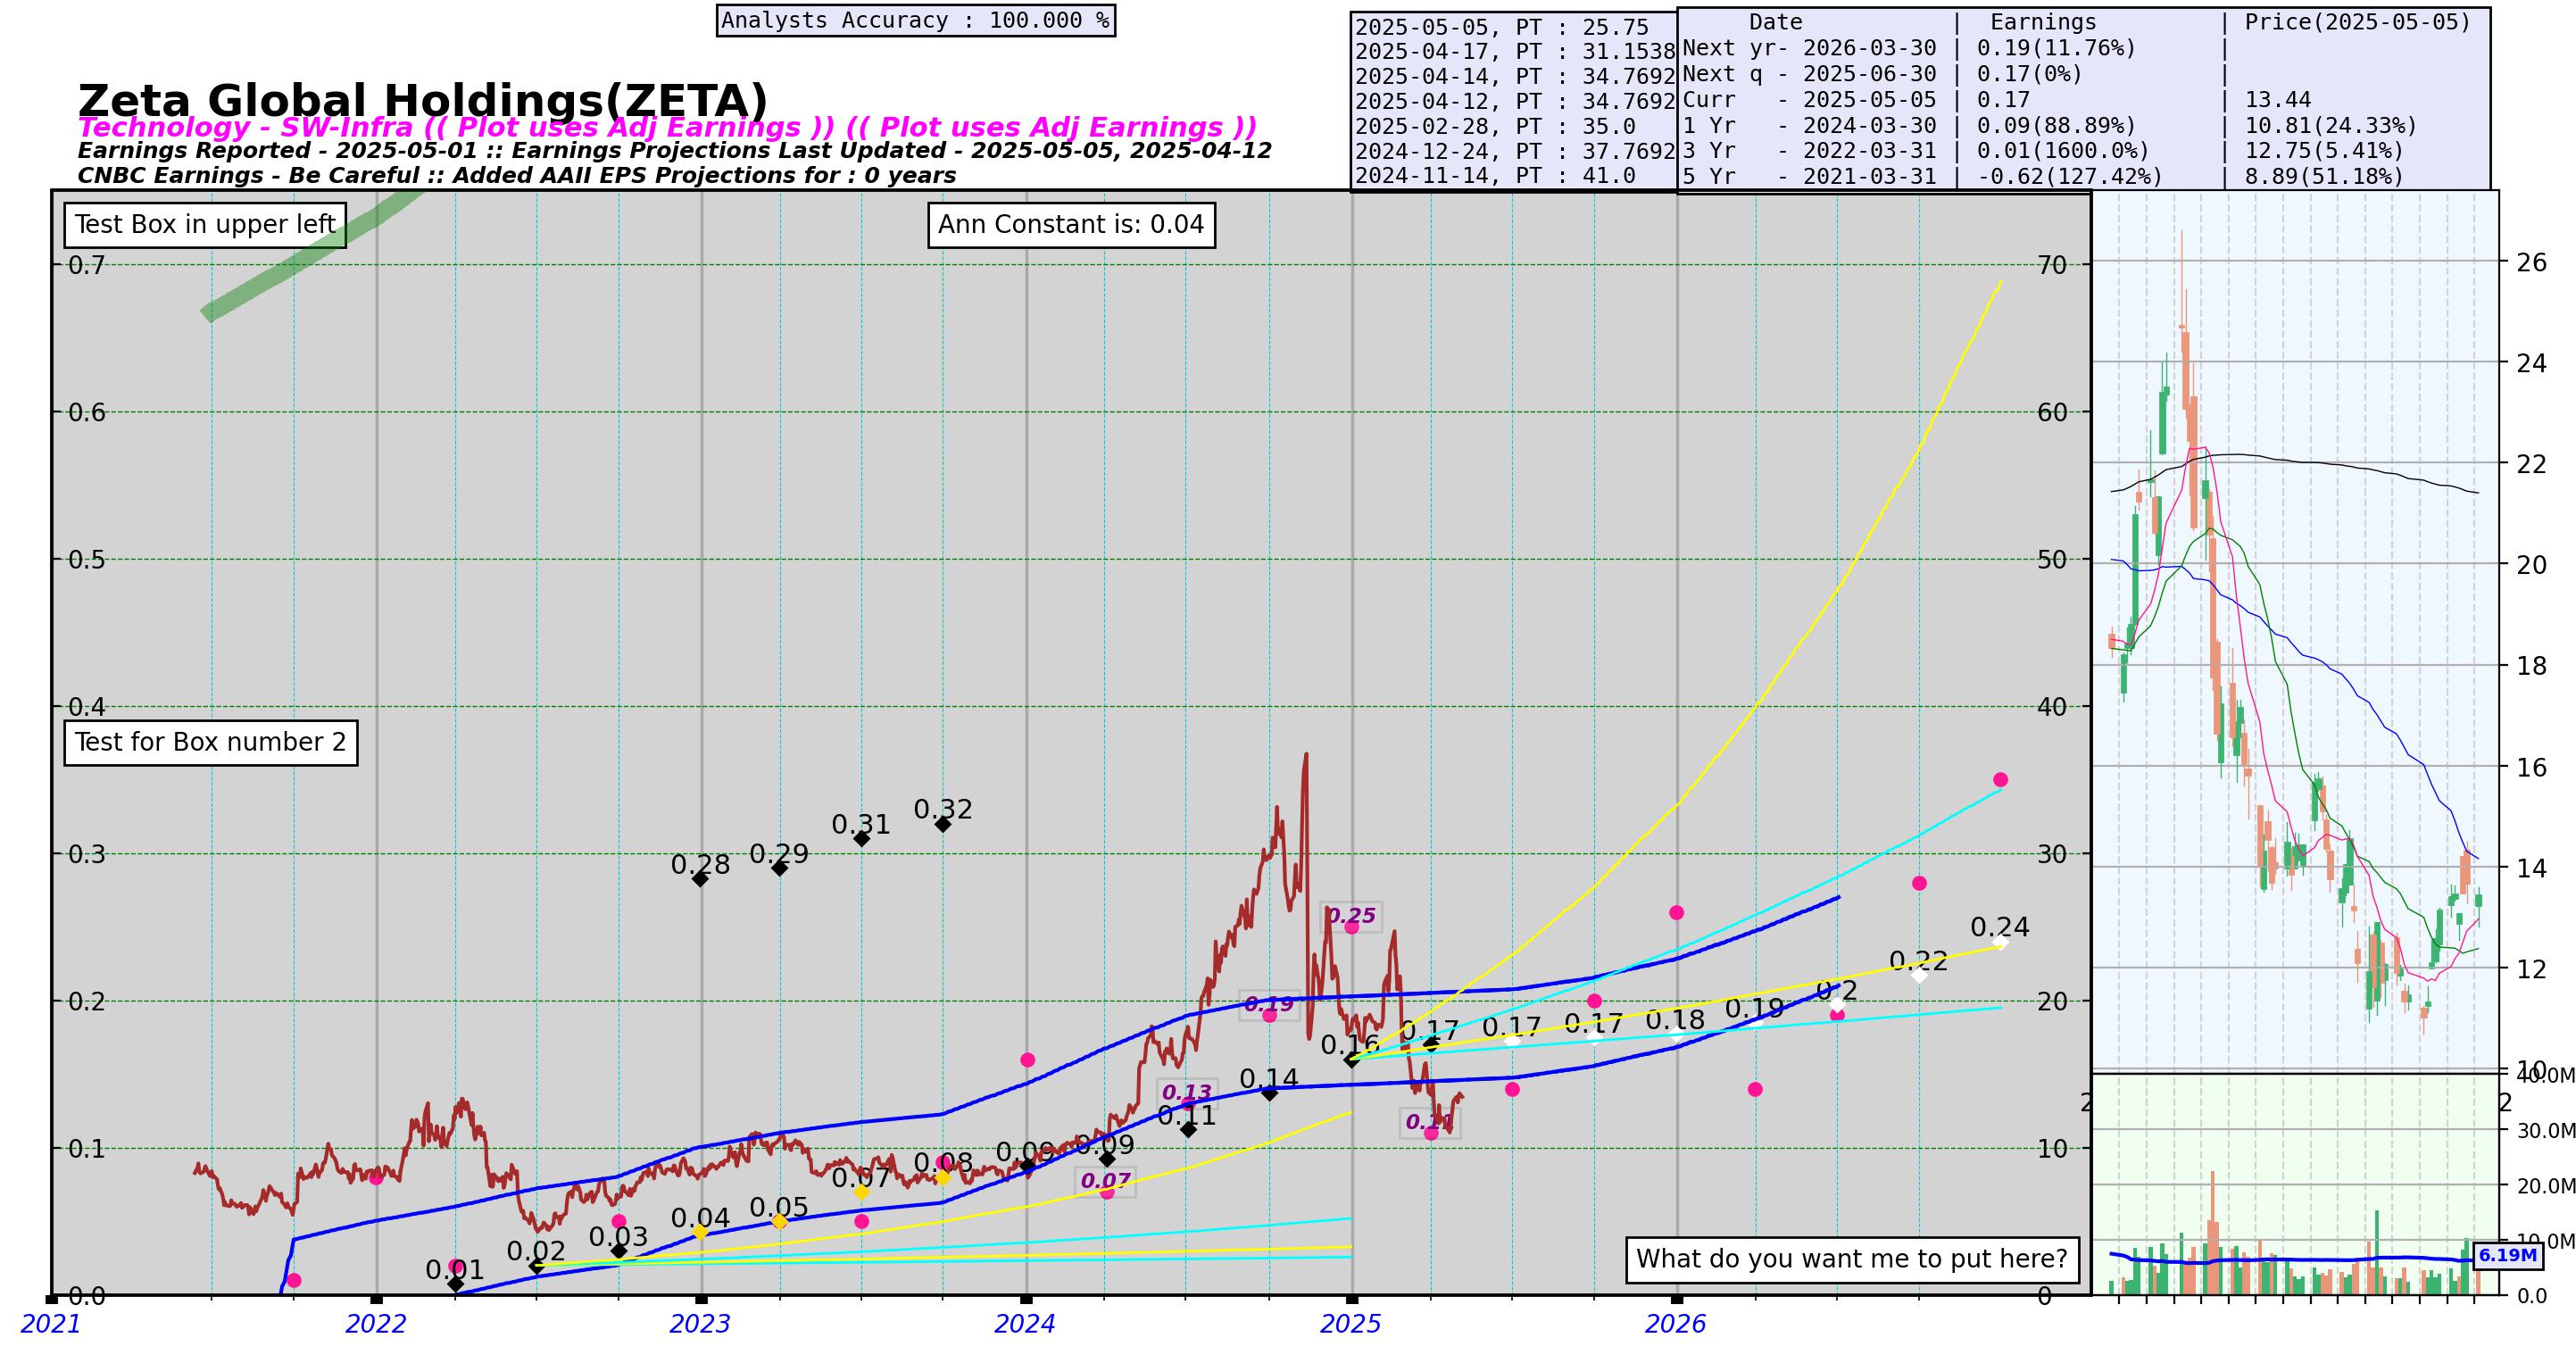 Analysts Accuracy : 100.000 %
2025-05-05, PT : 25.75
2025-04-17, PT : 31.1538
2025-04-14, PT : 34.7692
2025-04-12, PT : 34.7692
2025-02-28, PT : 35.0
2024-12-24, PT : 37.7692
2024-11-14, PT : 41.0
Date | Earnings | Price(2025-05-05)
Next yr- 2026-03-30 | 0.19(11.76%) |
Next q - 2025-06-30 | 0.17(0%) |
Curr - 2025-05-05 | 0.17 | 13.44
1 Yr - 2024-03-30 | 0.09(88.89%) | 10.81(24.33%)
3 Yr - 2022-03-31 | 0.01(1600.0%) | 12.75(5.41%)
5 Yr - 2021-03-31 | -0.62(127.42%) | 8.89(51.18%)
Zeta Global Holdings(ZETA)
Technology - SW-Infra (( Plot uses Adj Earnings )) (( Plot uses Adj Earnings ))
Earnings Reported - 2025-05-01 :: Earnings Projections Last Updated - 2025-05-05, 2025-04-12
CNBC Earnings - Be Careful :: Added AAII EPS Projections for : 0 years
Test Box in upper left
Ann Constant is: 0.04
0.7
0.6
0.5
0.4
0.3
0.2
0.1
0.0
Test for Box number 2
0.01
0.02
0.03
0.04
0.05
0.07
0.08
0.28
0.29
0.31
0.32
0.09
0.09
0.07
0.13
0.11
0.19
0.14
0.25
0.16
0.17
0.11
0.17
0.17
0.18
0.19
0.2
0.22
0.24
What do you want me to put here?
70
60
50
40
30
20
10
0
26
24
22
20
18
16
14
12
10
2
2
40.0M
30.0M
20.0M
10.0M
6.19M
0.0
2021
2022
2023
2024
2025
2026